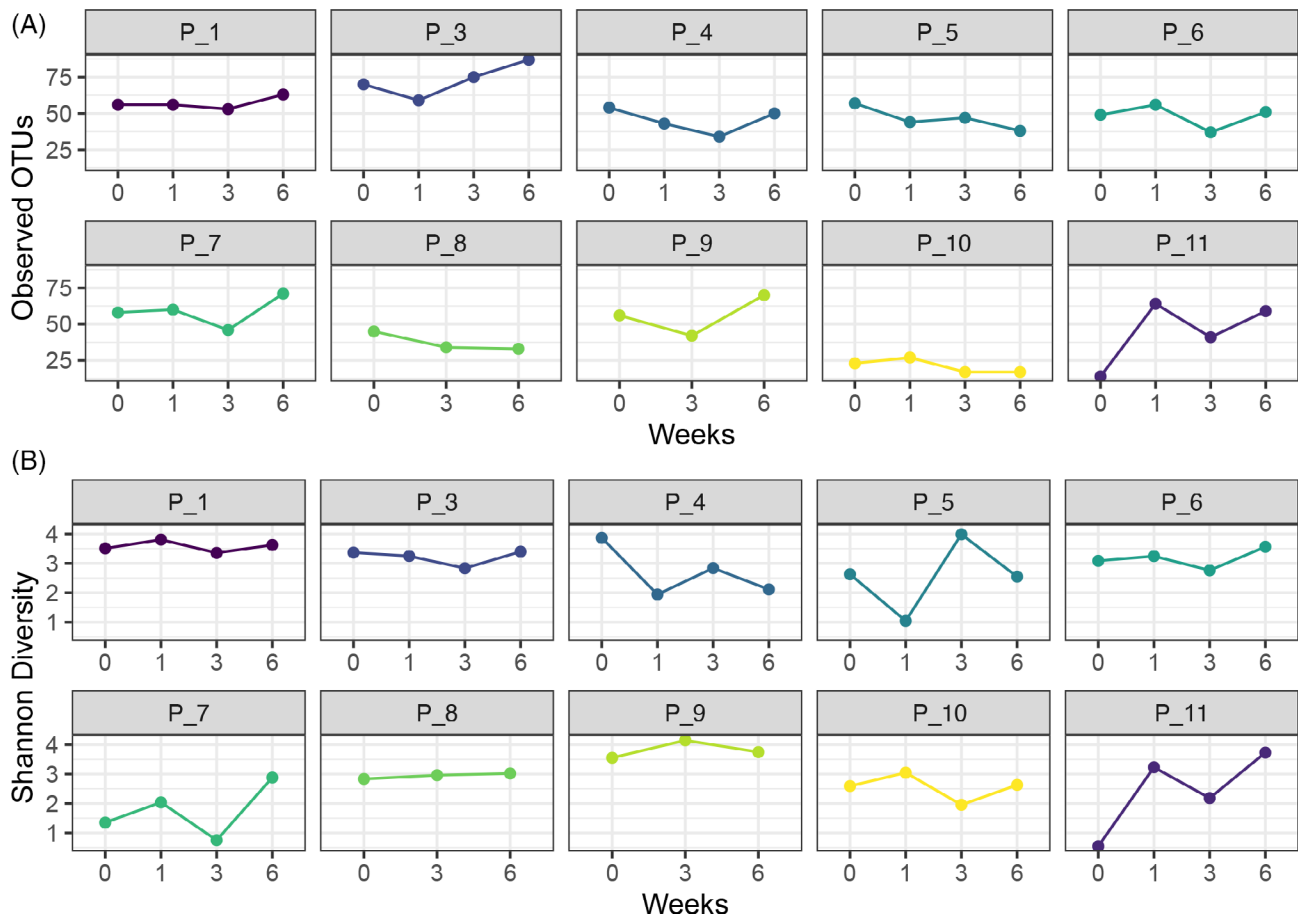 (A)
P_1 P_3 P_4 P_5 P_6
75
50
25
0 1 3 6 0 1 3 6 0 1 3 6 0 1 3 6 0 1 3 6
Observed OTUs
P_7 P_8 P_9 P_10 P_11
75
50
25
0 1 3 6 0 3 6 0 3 6 0 1 3 6 0 1 3 6
Weeks
(B)
P_1 P_3 P_4 P_5 P_6
4
3
2
1
0 1 3 6 0 1 3 6 0 1 3 6 0 1 3 6 0 1 3 6
Shannon Diversity
P_7 P_8 P_9 P_10 P_11
4
3
2
1
0 1 3 6 0 3 6 0 3 6 0 1 3 6 0 1 3 6
Weeks